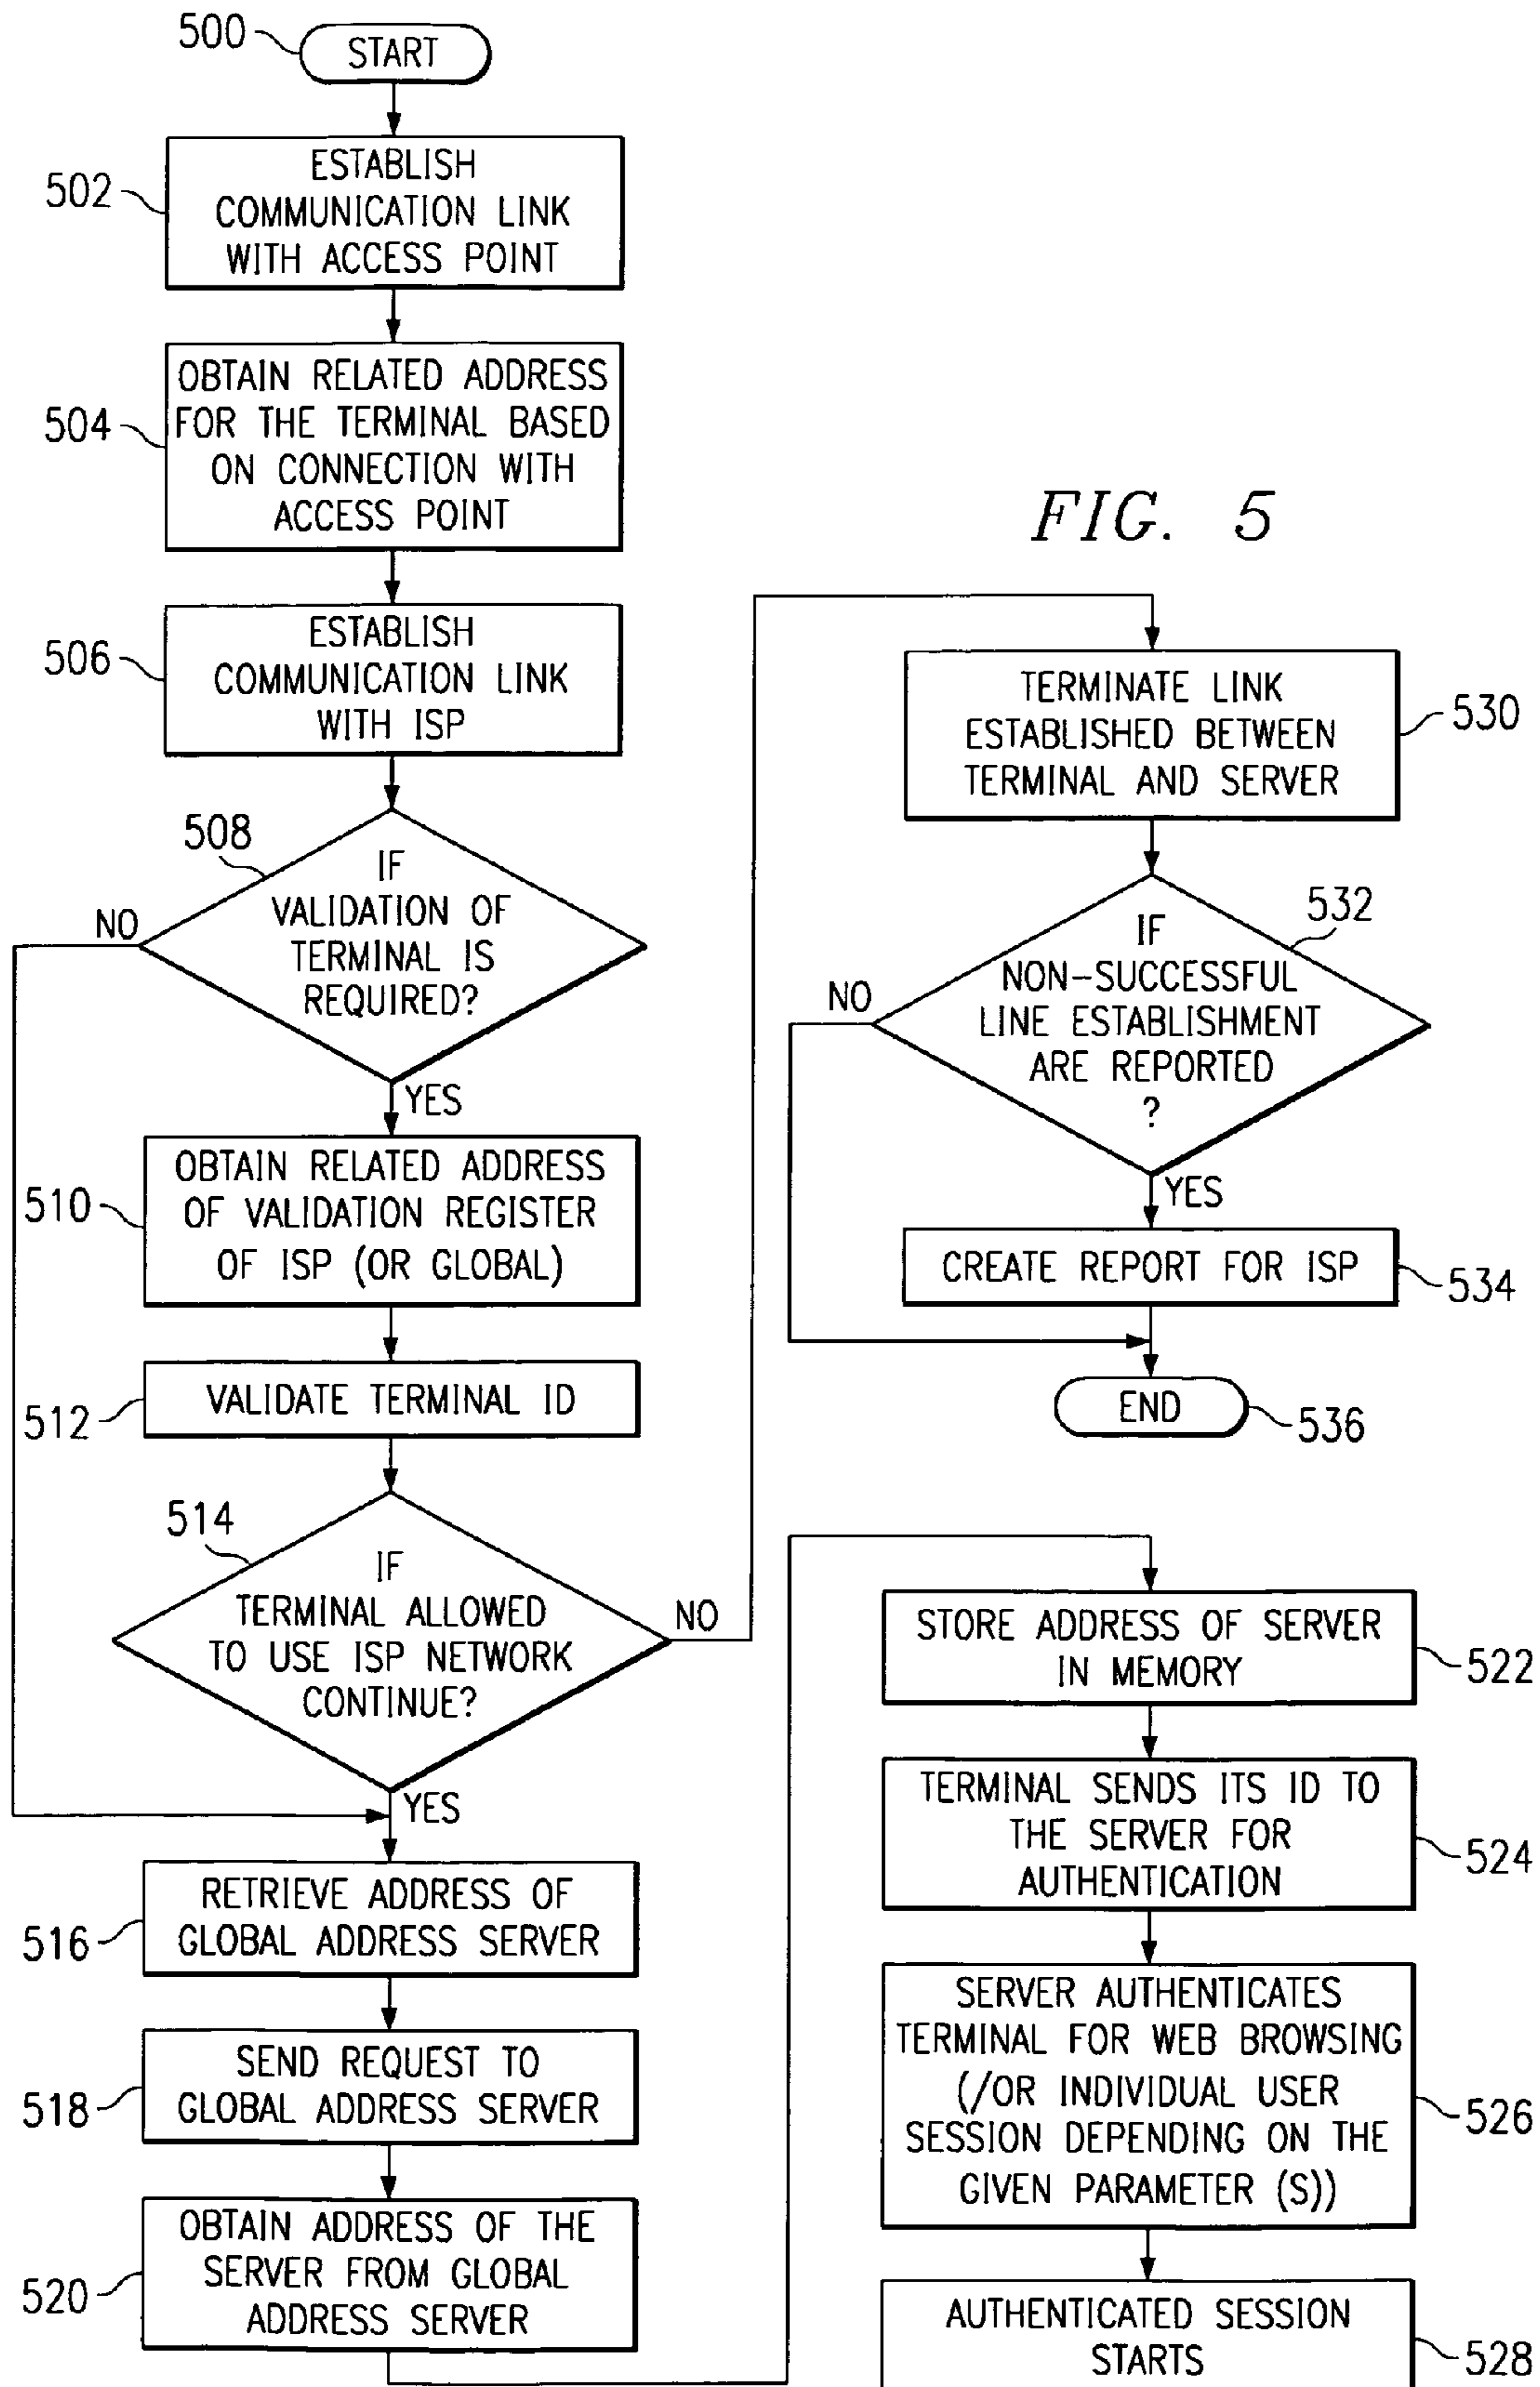 500
START
502
ESTABLISH
COMMUNICATION LINK
WITH ACCESS POINT
504
OBTAIN RELATED ADDRESS
FOR THE TERMINAL BASED
ON CONNECTION WITH
ACCESS POINT
506
ESTABLISH
COMMUNICATION LINK
WITH ISP
508
IF
VALIDATION OF
TERMINAL IS
REQUIRED?
NO
YES
510
OBTAIN RELATED ADDRESS
OF VALIDATION REGISTER
OF ISP (OR GLOBAL)
512
VALIDATE TERMINAL ID
514
IF
TERMINAL ALLOWED
TO USE ISP NETWORK
CONTINUE?
NO
YES
516
RETRIEVE ADDRESS OF
GLOBAL ADDRESS SERVER
518
SEND REQUEST TO
GLOBAL ADDRESS SERVER
520
OBTAIN ADDRESS OF THE
SERVER FROM GLOBAL
ADDRESS SERVER
FIG. 5
TERMINATE LINK
ESTABLISHED BETWEEN
TERMINAL AND SERVER
530
532
IF
NON-SUCCESSFUL
LINE ESTABLISHMENT
ARE REPORTED
?
NO
YES
CREATE REPORT FOR ISP
534
END
536
STORE ADDRESS OF SERVER
IN MEMORY
522
TERMINAL SENDS ITS ID TO
THE SERVER FOR
AUTHENTICATION
524
SERVER AUTHENTICATES
TERMINAL FOR WEB BROWSING
(/OR INDIVIDUAL USER
SESSION DEPENDING ON THE
GIVEN PARAMETER (S))
526
AUTHENTICATED SESSION
STARTS
528